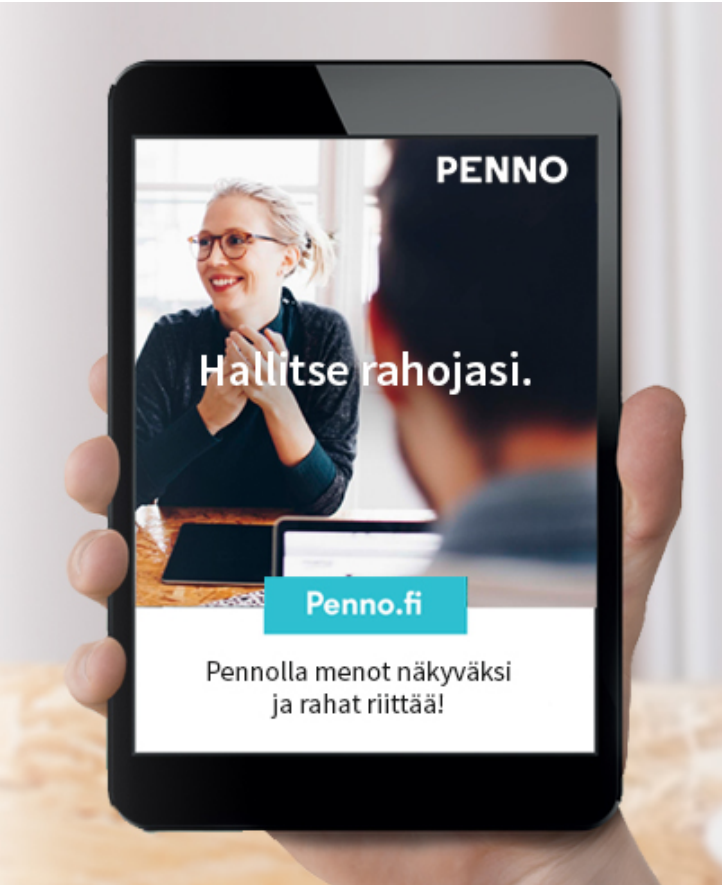 PENNO
Hallitse rahojasi.
Penno.fi
Pennolla menot näkyväksi
ja rahat riittää!